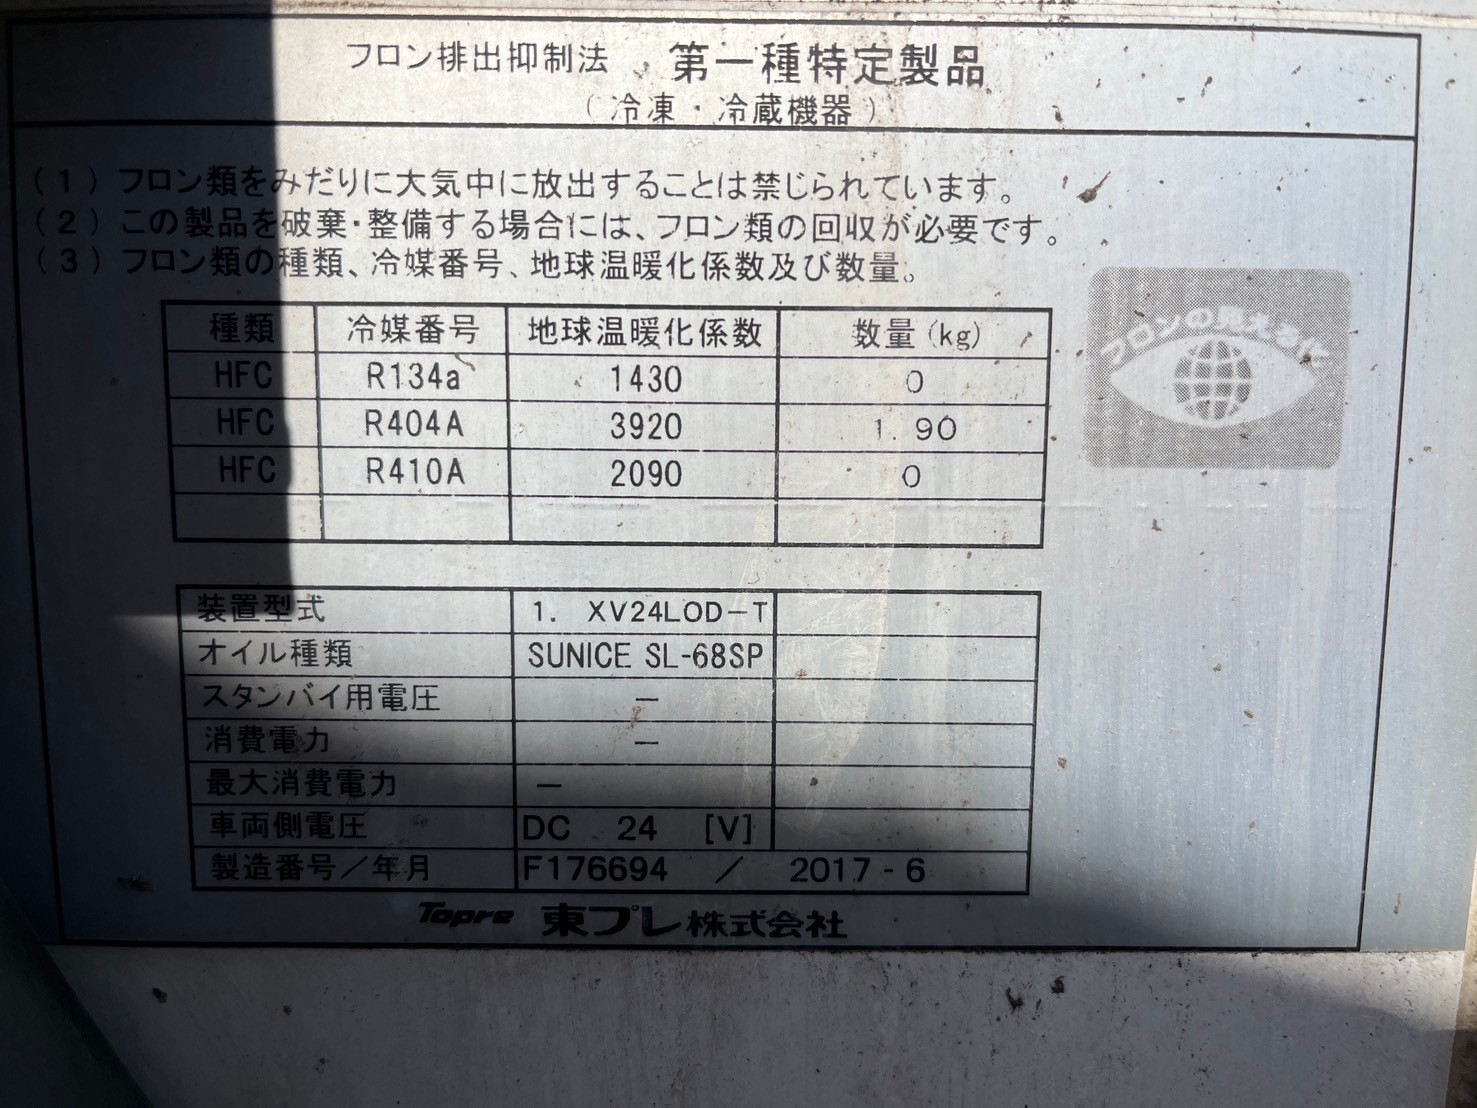 フロン排出抑制法 第一種特定製品
(冷凍・冷蔵機器)
(1)フロン類をみだりに大気中に放出することは禁じられています。
(2)この製品を破棄・整備する場合には、フロン類の回収が必要です。
(3)フロン類の種類、冷媒番号、地球温暖化係数及び数量。
種類 冷媒番号 地球温暖化係数 数量(kg)
HFC R134a 1430 0
HFC R404A 3920 1.90
HFC R410A 2090 0
フロンの見える化
装置型式 1. XV24LOD-T
オイル種類 SUNICE SL-68SP
スタンバイ用電圧 ―
消費電力 ―
最大消費電力 ―
車両側電圧 DC 24 [V]
製造番号/年月 F176694 / 2017-6
Topre 東プレ株式会社